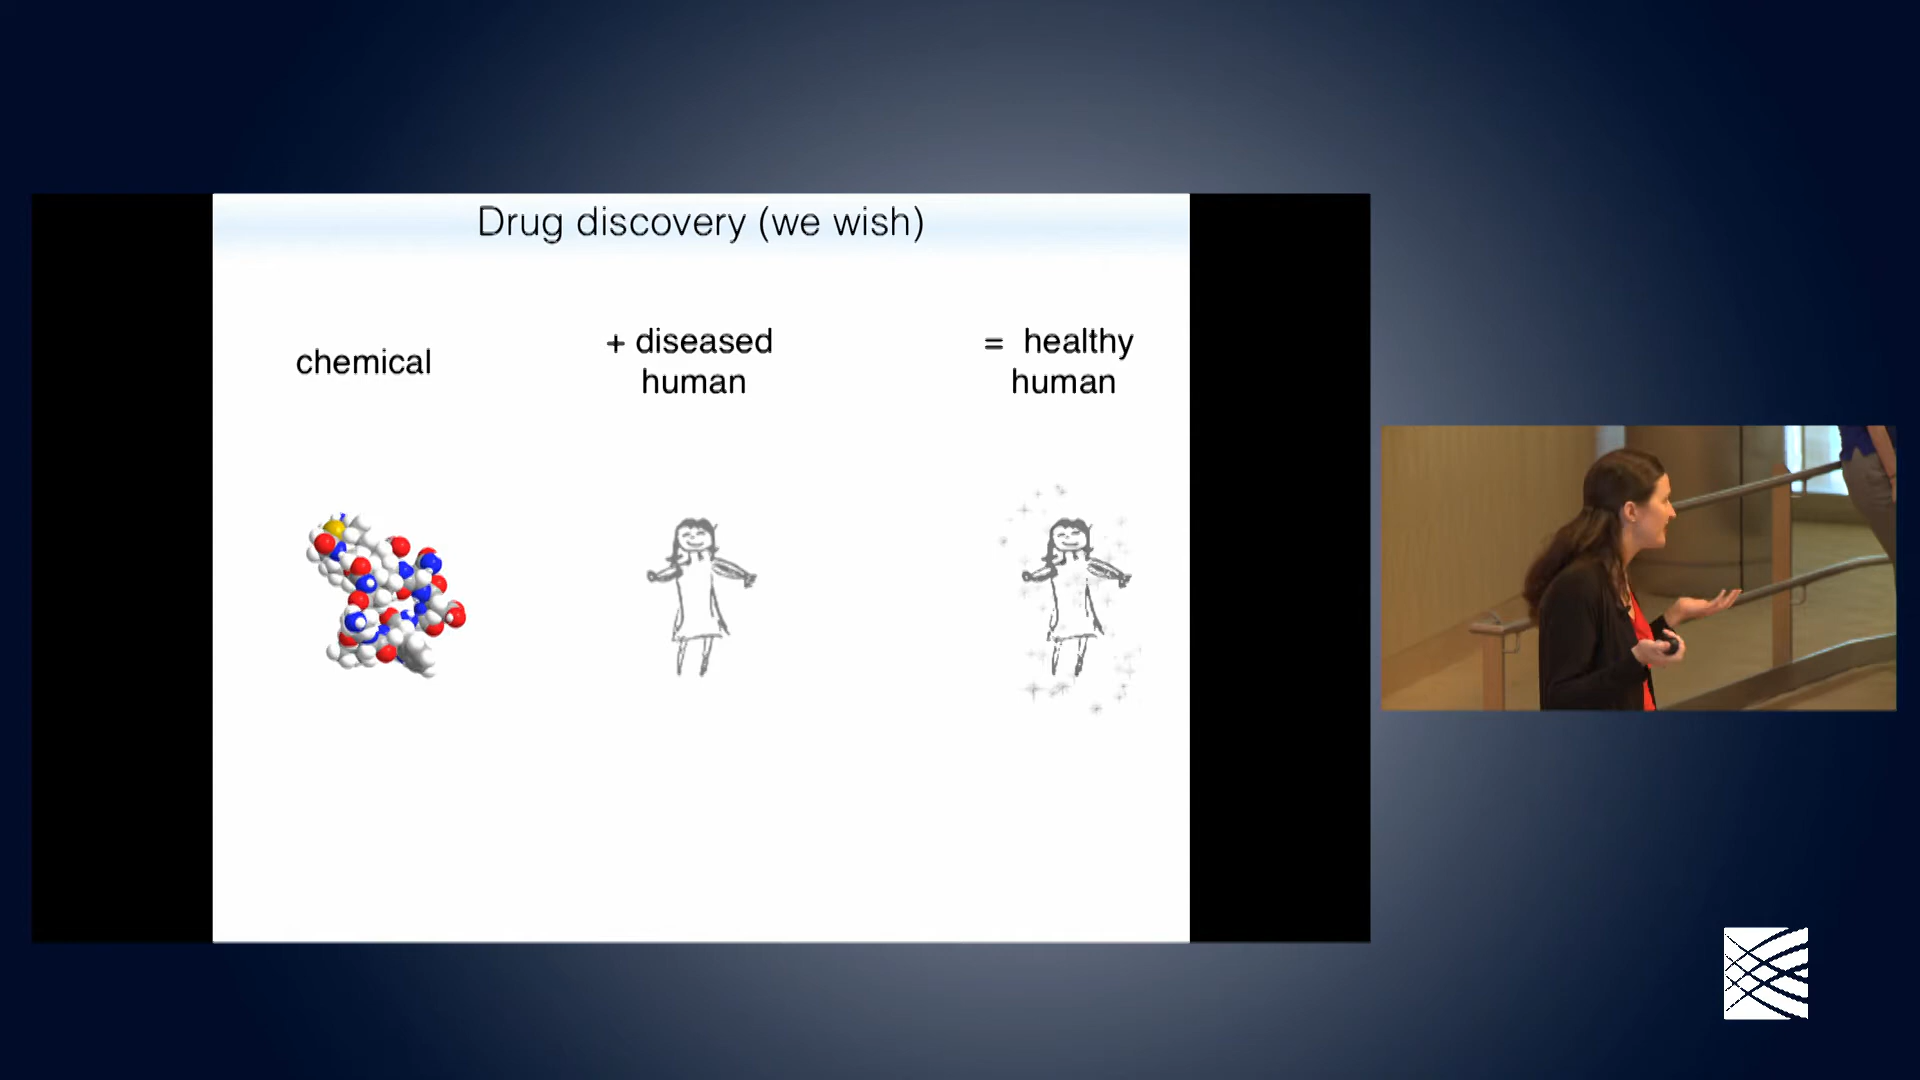 Drug discovery (we wish)
chemical
+ diseased
human
= healthy
human